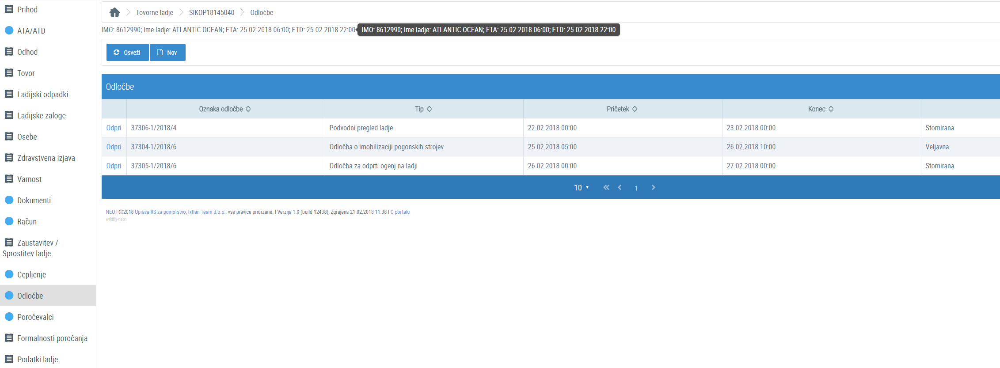 Prihod
ATA/ATD
Odhod
Tovor
Ladijski odpadki
Ladijske zaloge
Osebe
Zdravstvena izjava
Varnost
Dokumenti
Račun
Zaustavitev /
Sprostitev ladje
Cepljenje
Odločbe
Poročevalci
Formalnosti poročanja
Podatki ladje
Tovorne ladje SIKOP18145040 Odločbe
IMO: 8612990; Ime ladje: ATLANTIC OCEAN; ETA: 25.02.2018 06:00; ETD: 25.02.2018 22:00
IMO: 8612990; Ime ladje: ATLANTIC OCEAN; ETA: 25.02.2018 06:00; ETD: 25.02.2018 22:00
Osveži Nov
Odločbe
Oznaka odločbe Tip Pričetek Konec
Odpri 37306-1/2018/4 Podvodni pregled ladje 22.02.2018 00:00 23.02.2018 00:00 Stornirana
Odpri 37304-1/2018/6 Odločba o imobilizaciji pogonskih strojev 25.02.2018 05:00 26.02.2018 10:00 Veljavna
Odpri 37305-1/2018/6 Odločba za odprti ogenj na ladji 26.02.2018 00:00 27.02.2018 00:00 Stornirana
10 1
NEO | ©2018 Uprava RS za pomorstvo, Ixtlan Team d.o.o., vse pravice pridržane. | Verzija 1.9 (build 12438), Zgrajena 21.02.2018 11:38 | O portalu
wildfly-neo1